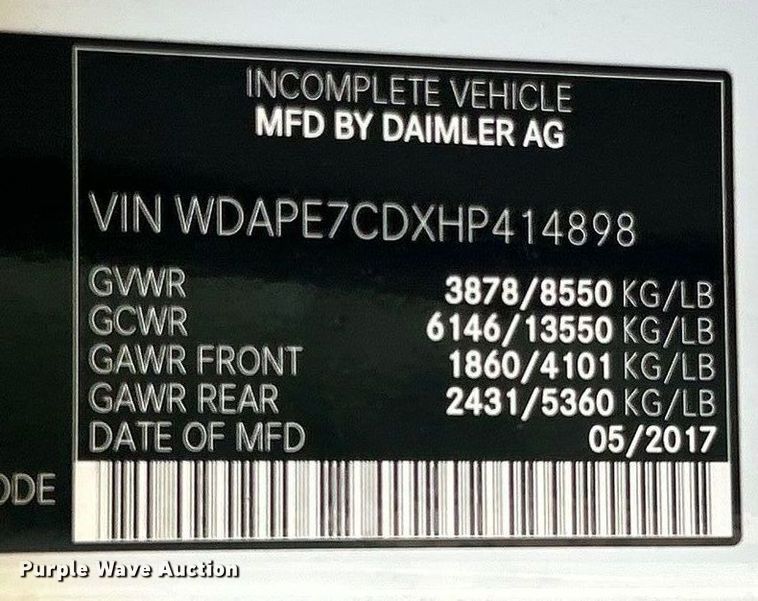 INCOMPLETE VEHICLE
MFD BY DAIMLER AG
VIN WDAPE7CDXHP414898
GVWR 3878/8550 KG/LB
GCWR 6146/13550 KG/LB
GAWR FRONT 1860/4101 KG/LB
GAWR REAR 2431/5360 KG/LB
DATE OF MFD 05/2017
ODE
Purple Wave Auction